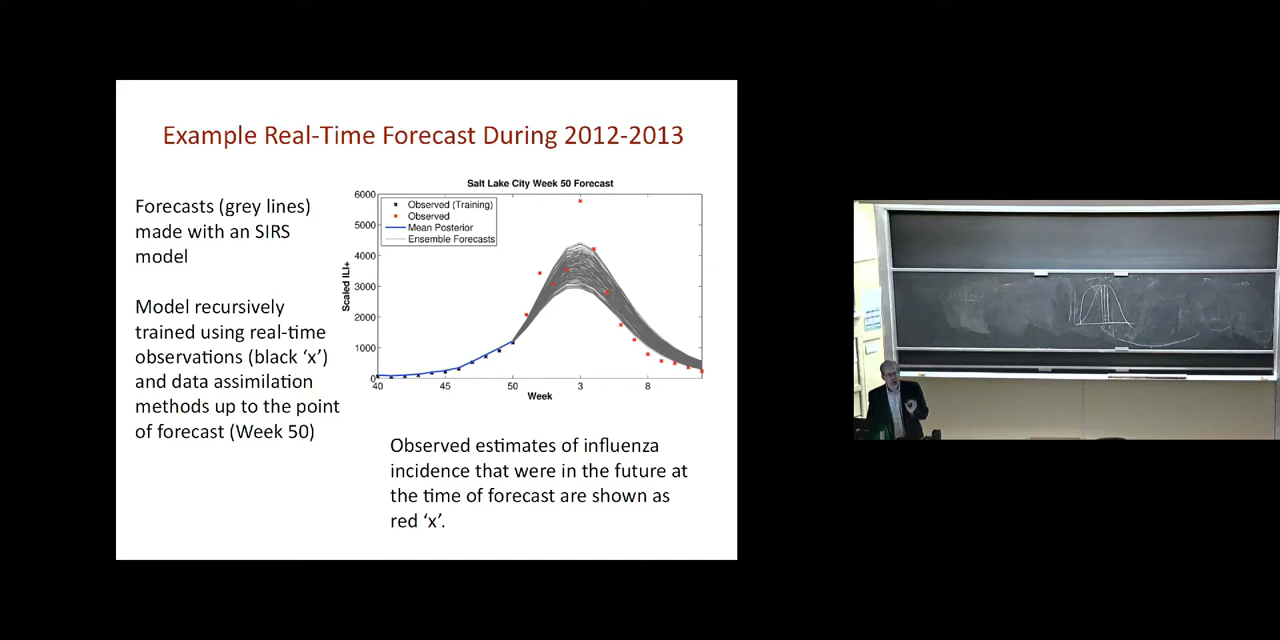 Example Real-Time Forecast During 2012-2013
Forecasts (grey lines)
made with an SIRS
model
Model recursively
trained using real-time
observations (black ‘x’)
and data assimilation
methods up to the point
of forecast (Week 50)
Salt Lake City Week 50 Forecast
Observed (Training)
Observed
Mean Posterior
Ensemble Forecasts
Scaled ILI+
6000
5000
4000
3000
2000
1000
0
40
45
50
3
8
Week
Observed estimates of influenza
incidence that were in the future at
the time of forecast are shown as
red ‘x’.